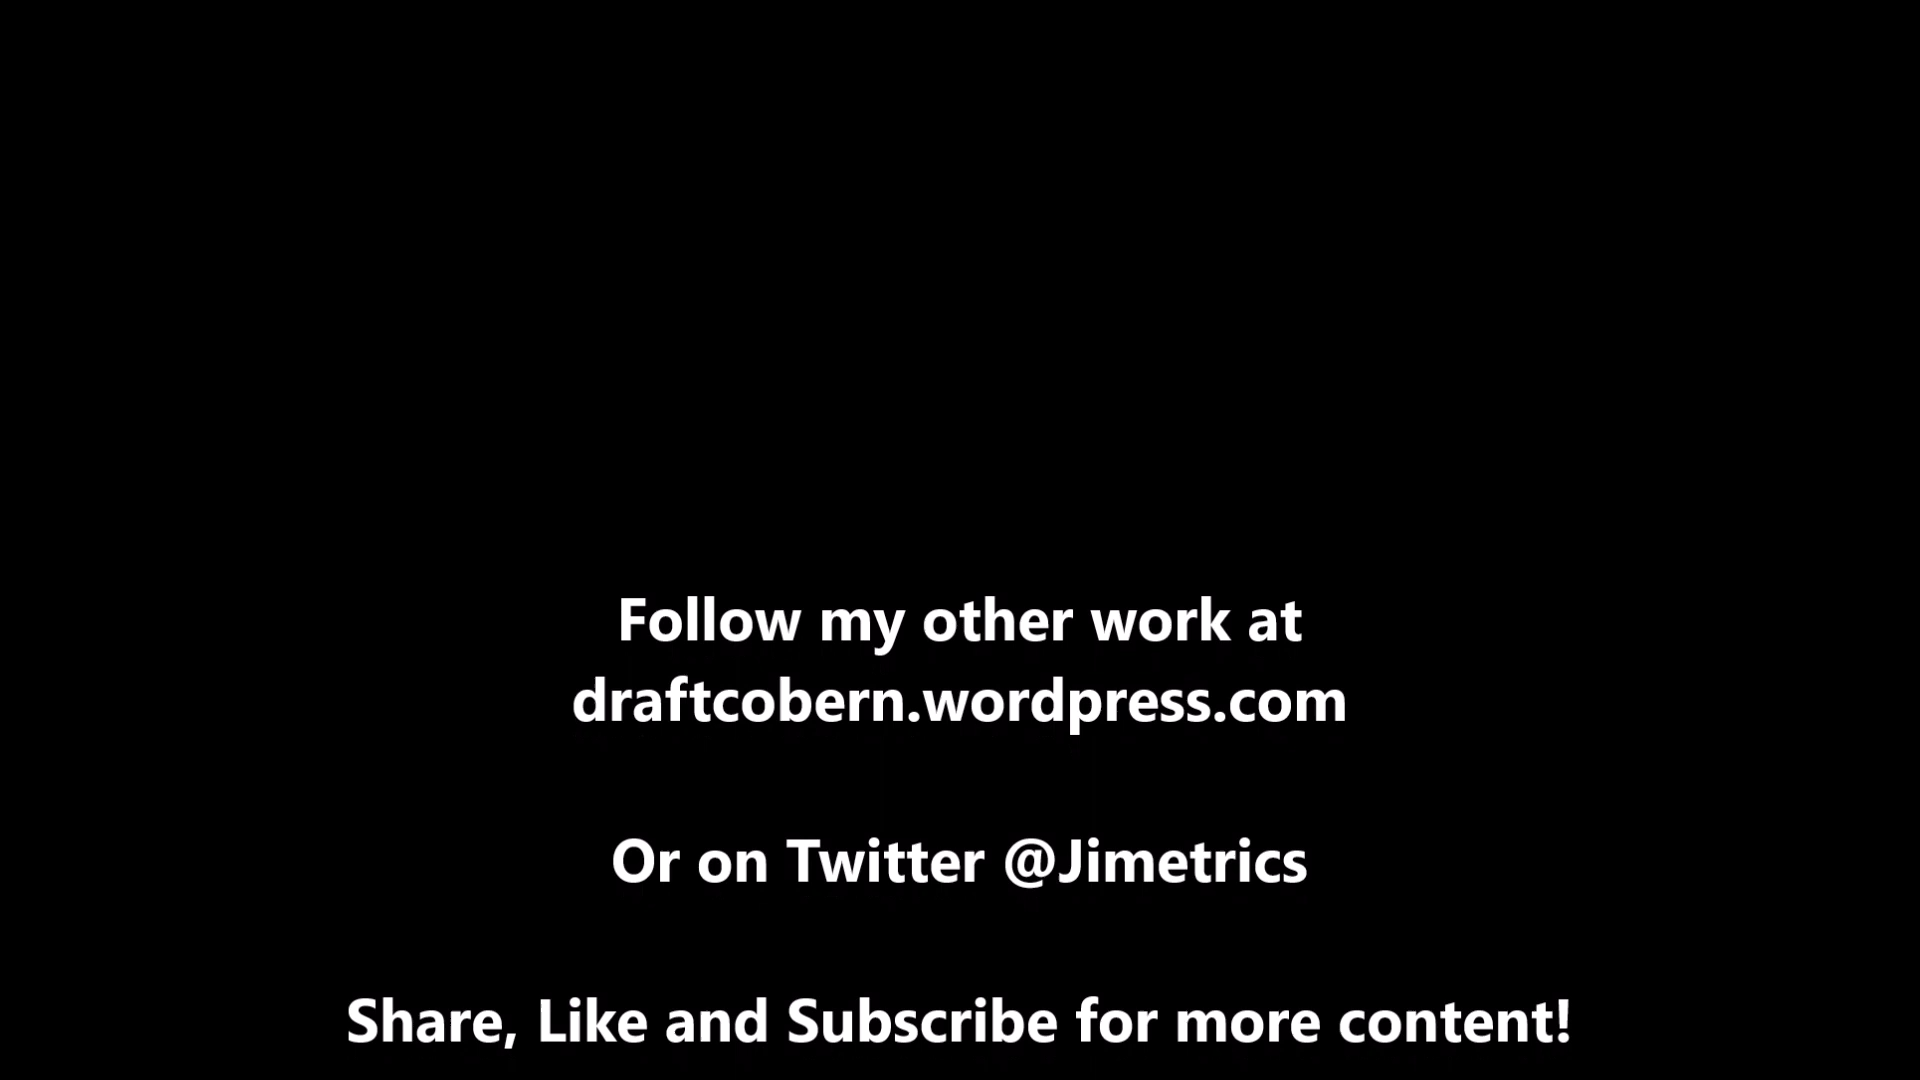 Follow my other work at
draftcobern.wordpress.com
Or on Twitter @Jimetrics
Share, Like and Subscribe for more content!